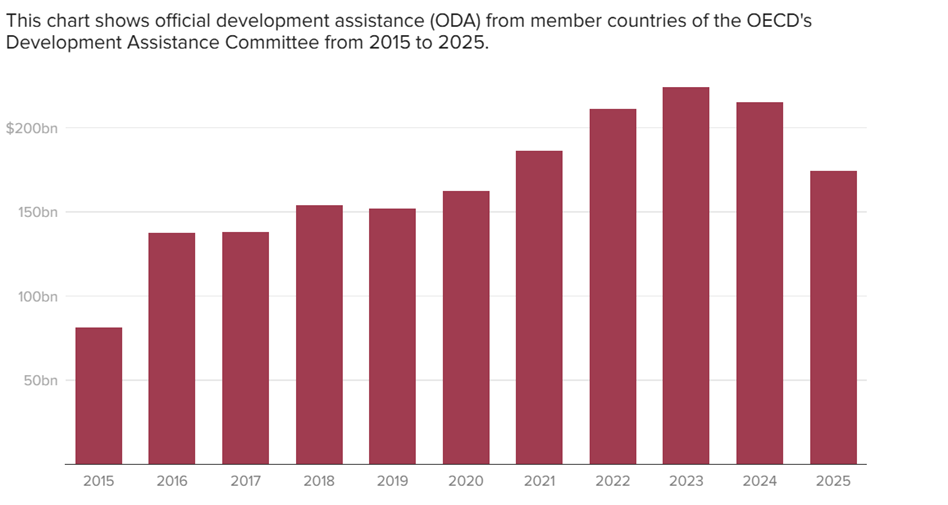 This chart shows official development assistance (ODA) from member countries of the OECD's
Development Assistance Committee from 2015 to 2025.
$200bn
150bn
100bn
50bn
2015 2016 2017 2018 2019 2020 2021 2022 2023 2024 2025